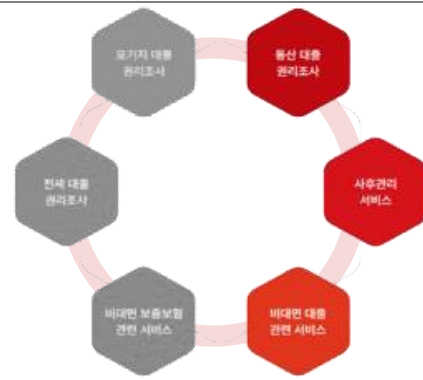 모기지 대출
권리조사
동산 대출
권리조사
전세 대출
권리조사
사후관리
서비스
비대면 보증보험
관련 서비스
비대면 대출
관련 서비스